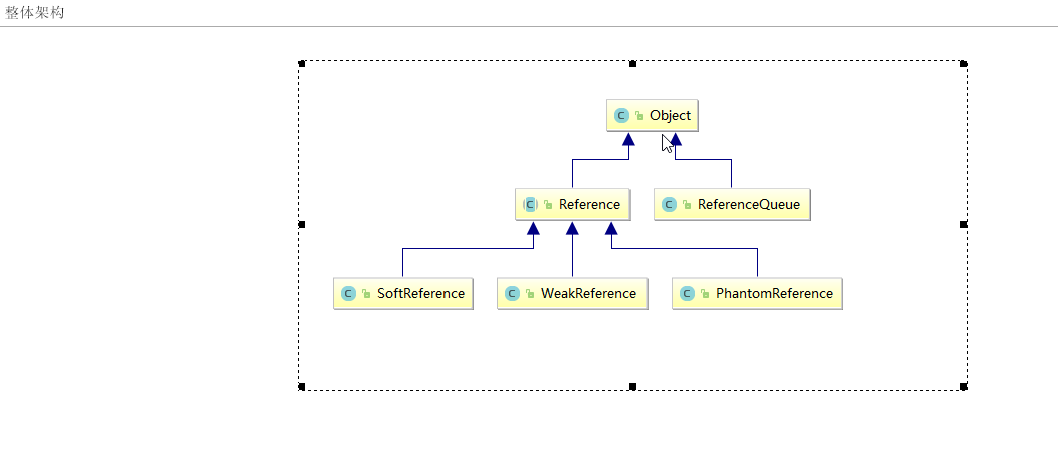 整体架构
C Object
C Reference
C ReferenceQueue
C SoftReference
C WeakReference
C PhantomReference